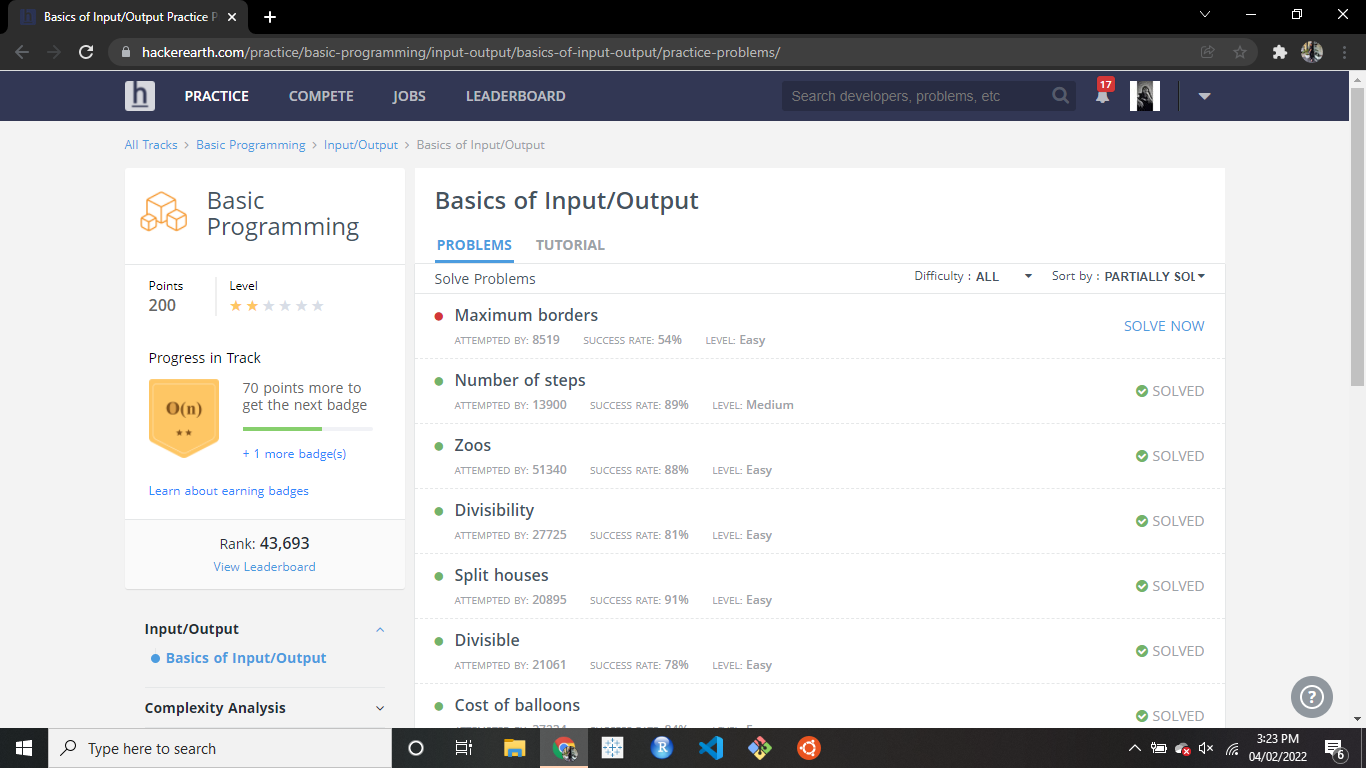 Basics of Input/Output Practice P
hackerearth.com/practice/basic-programming/input-output/basics-of-input-output/practice-problems/
h PRACTICE COMPETE JOBS LEADERBOARD Search developers, problems, etc 17
All Tracks > Basic Programming > Input/Output > Basics of Input/Output
Basic
Programming
Points Level
200
Progress in Track
O(n)
70 points more to
get the next badge
+ 1 more badge(s)
Learn about earning badges
Rank: 43,693
View Leaderboard
Input/Output
Basics of Input/Output
Complexity Analysis
Basics of Input/Output
PROBLEMS TUTORIAL
Solve Problems Difficulty : ALL Sort by : PARTIALLY SOL
Maximum borders
ATTEMPTED BY: 8519 SUCCESS RATE: 54% LEVEL: Easy
SOLVE NOW
Number of steps
ATTEMPTED BY: 13900 SUCCESS RATE: 89% LEVEL: Medium
SOLVED
Zoos
ATTEMPTED BY: 51340 SUCCESS RATE: 88% LEVEL: Easy
SOLVED
Divisibility
ATTEMPTED BY: 27725 SUCCESS RATE: 81% LEVEL: Easy
SOLVED
Split houses
ATTEMPTED BY: 20895 SUCCESS RATE: 91% LEVEL: Easy
SOLVED
Divisible
ATTEMPTED BY: 21061 SUCCESS RATE: 78% LEVEL: Easy
SOLVED
Cost of balloons
SOLVED
?
Type here to search
R
3:23 PM
04/02/2022
6